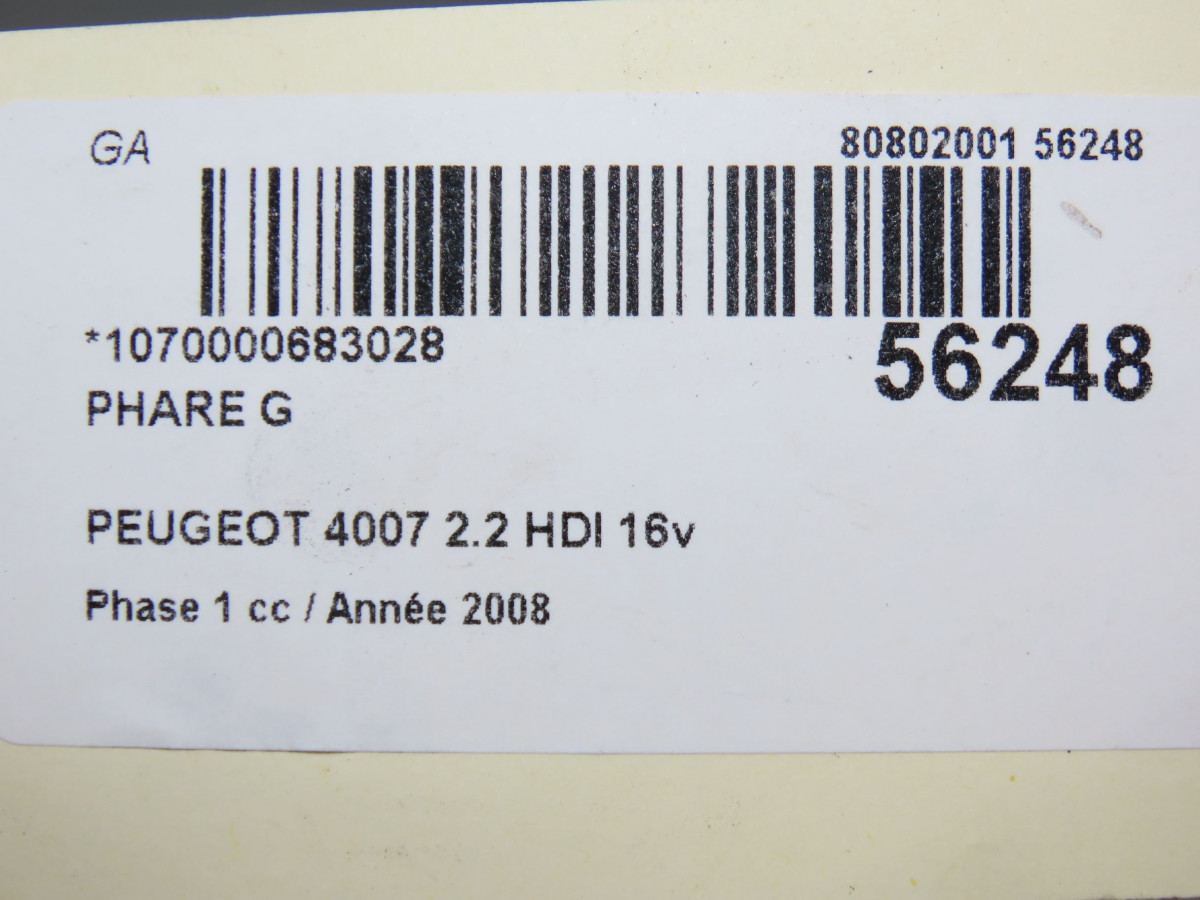 GA
80802001 56248
*1070000683028
56248
PHARE G
PEUGEOT 4007 2.2 HDI 16v
Phase 1 cc / Année 2008